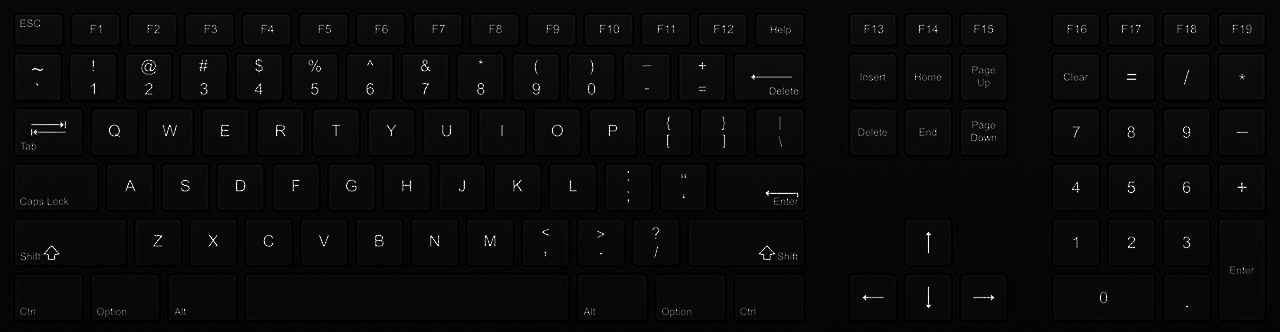 ESC F1 F2 F3 F4 F5 F6 F7 F8 F9 F10 F11 F12 Help F13 F14 F15 F16 F17 F18 F19
~ ! @ # $ % ^ & * ( ) — +
` 1 2 3 4 5 6 7 8 9 0 - = Delete Insert Home Page Up Clear = / *
Tab Q W E R T Y U I O P { [ } ] | \ Delete End Page Down 7 8 9 —
Caps Lock A S D F G H J K L : ; “ ‘ Enter 4 5 6 +
Shift Z X C V B N M < , > . ? / Shift ↑ 1 2 3 Enter
Ctrl Option Alt Alt Option Ctrl ← ↓ → 0 .